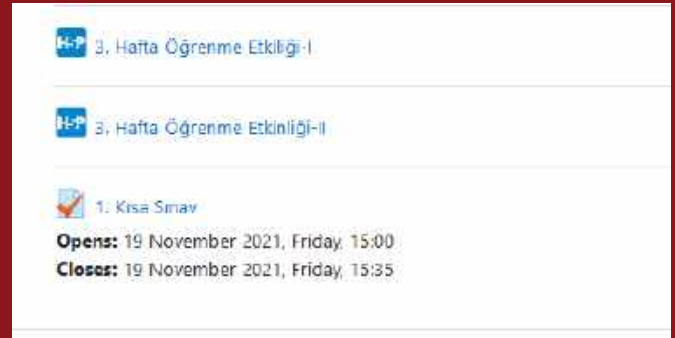 H-P 3. Hafta Öğrenme Etkiliği-I
H-P 3. Hafta Öğrenme Etkinliği-II
1. Kısa Sınav
Opens: 19 November 2021, Friday, 15:00
Closes: 19 November 2021, Friday, 15:35